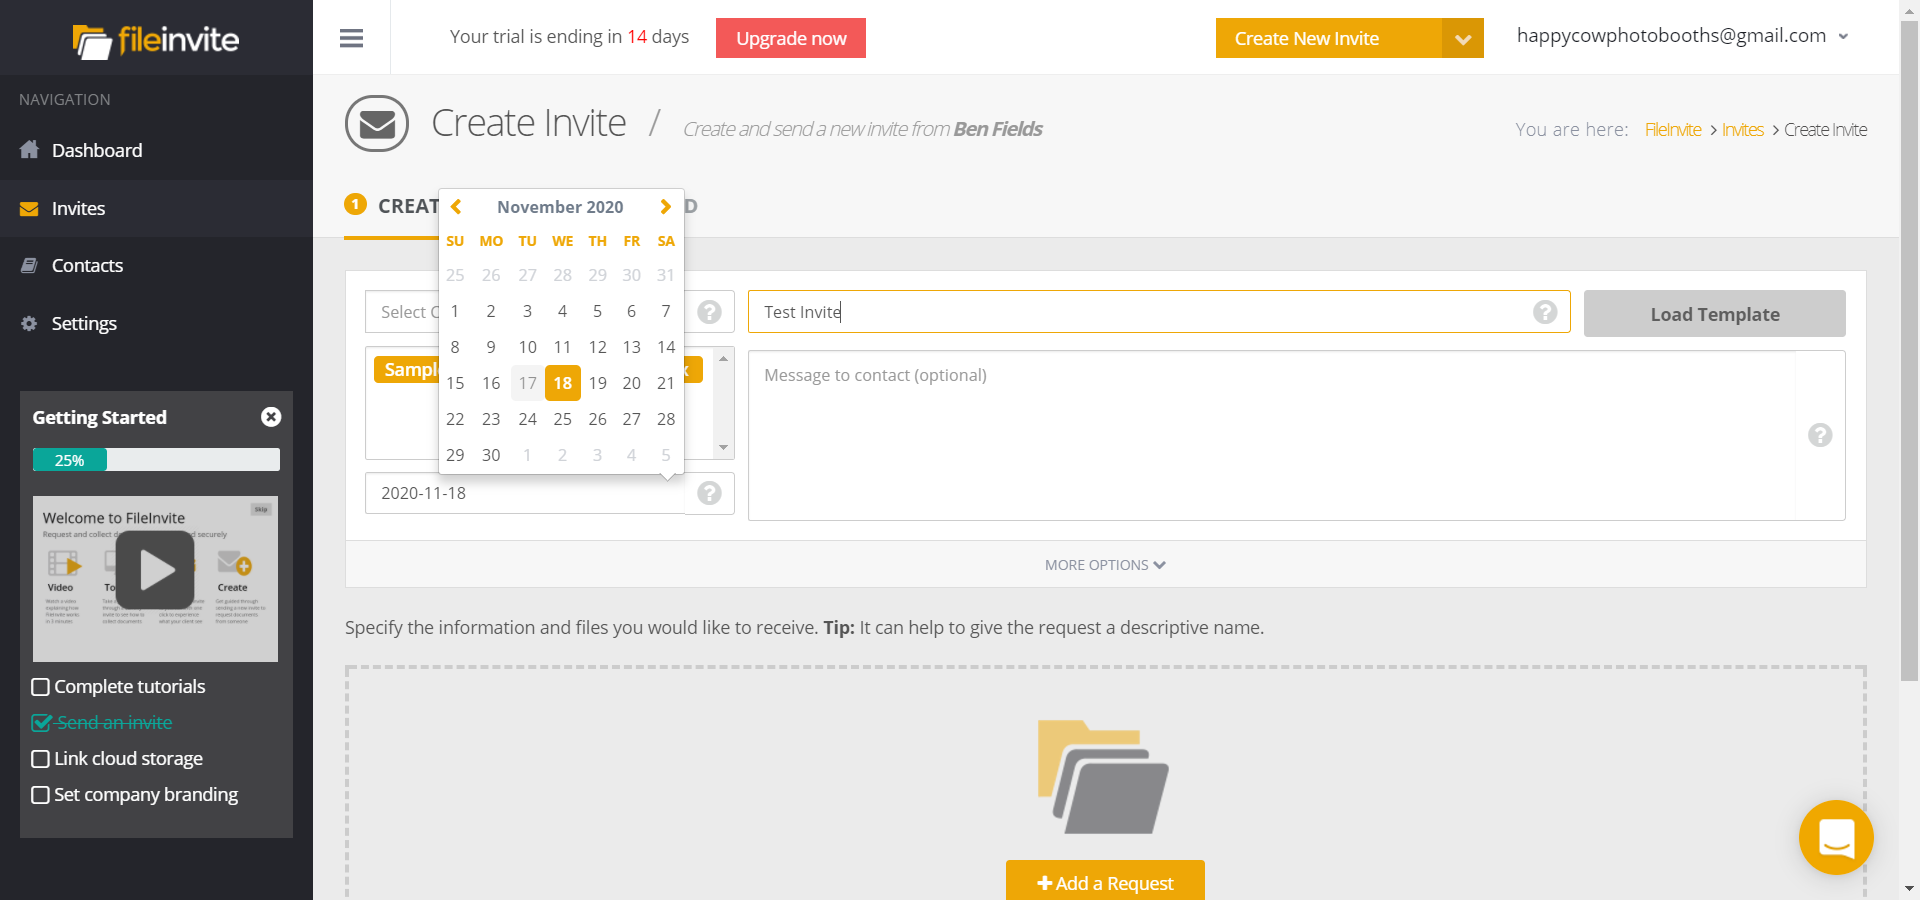 fileinvite
Your trial is ending in 14 days
Upgrade now
Create New Invite
happycowphotobooths@gmail.com
NAVIGATION
Dashboard
Invites
Contacts
Settings
Create Invite / Create and send a new invite from Ben Fields
You are here: FileInvite > Invites > Create Invite
1 CREAT
D
November 2020
SU MO TU WE TH FR SA
25 26 27 28 29 30 31
1 2 3 4 5 6 7
8 9 10 11 12 13 14
15 16 17 18 19 20 21
22 23 24 25 26 27 28
29 30 1 2 3 4 5
Select C
?
Test Invite
?
Load Template
Sample
x
Message to contact (optional)
?
2020-11-18
?
MORE OPTIONS
Getting Started
25%
Skip
Welcome to FileInvite
Request and collect d
d securely
Video
To
Create
Complete tutorials
Send an invite
Link cloud storage
Set company branding
Specify the information and files you would like to receive. Tip: It can help to give the request a descriptive name.
Add a Request